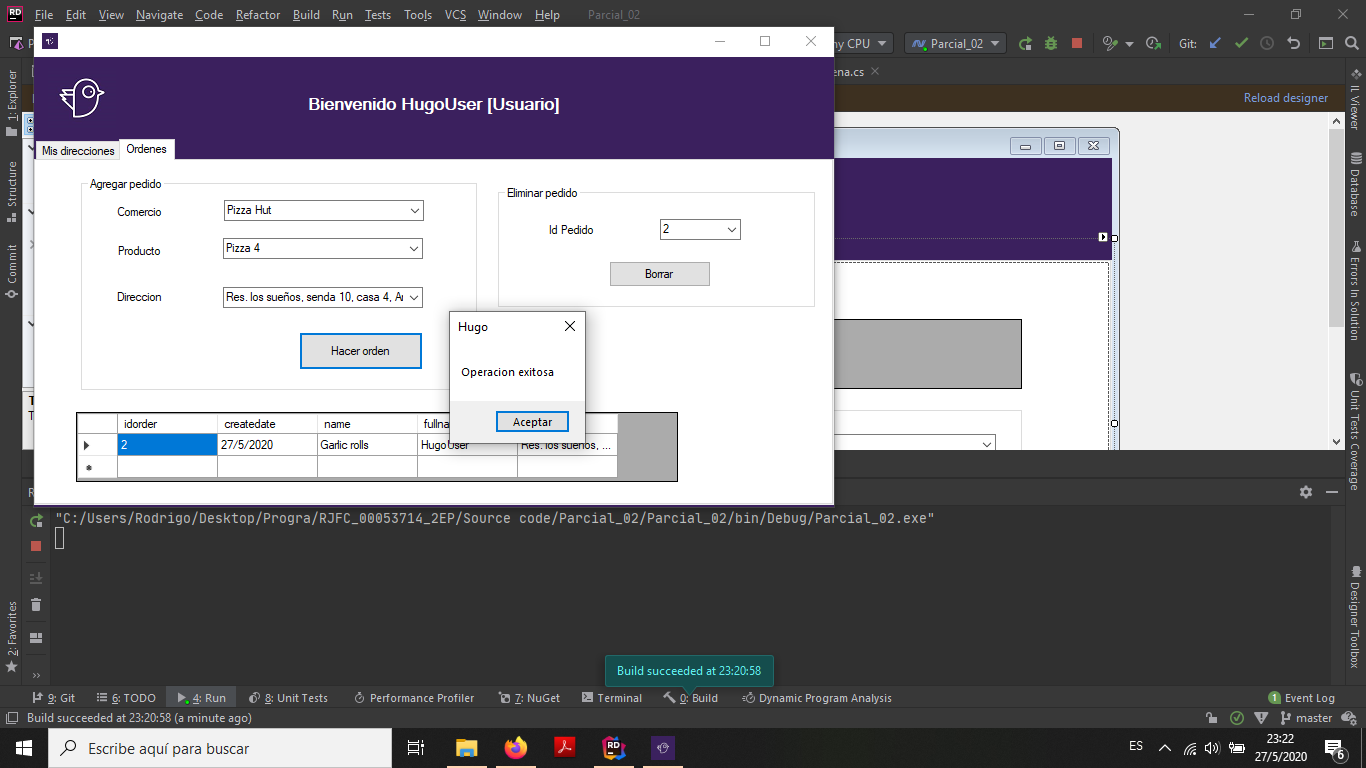 File Edit View Navigate Code Refactor Build Run Tests Tools VCS Window Help Parcial_02
ny CPU Parcial_02 Git:
ena.cs
Reload designer
Bienvenido HugoUser [Usuario]
Mis direcciones Ordenes
Agregar pedido
Comercio Pizza Hut
Producto Pizza 4
Direccion Res. los sueños, senda 10, casa 4, A
Hacer orden
Eliminar pedido
Id Pedido 2
Borrar
Hugo
Operacion exitosa
Aceptar
idorder createdate name fullna
2 27/5/2020 Garlic rolls HugoUser Res. los sueños, ...
1: Explorer
Structure
Commit
2: Favorites
IL Viewer
Database
Errors In Solution
Unit Tests Coverage
Designer Toolbox
"C:/Users/Rodrigo/Desktop/Progra/RJFC_00053714_2EP/Source code/Parcial_02/Parcial_02/bin/Debug/Parcial_02.exe"
Build succeeded at 23:20:58
9: Git 6: TODO 4: Run 8: Unit Tests Performance Profiler 7: NuGet Terminal 0: Build Dynamic Program Analysis 1 Event Log
Build succeeded at 23:20:58 (a minute ago) master
Escribe aquí para buscar
ES 23:22
27/5/2020
6